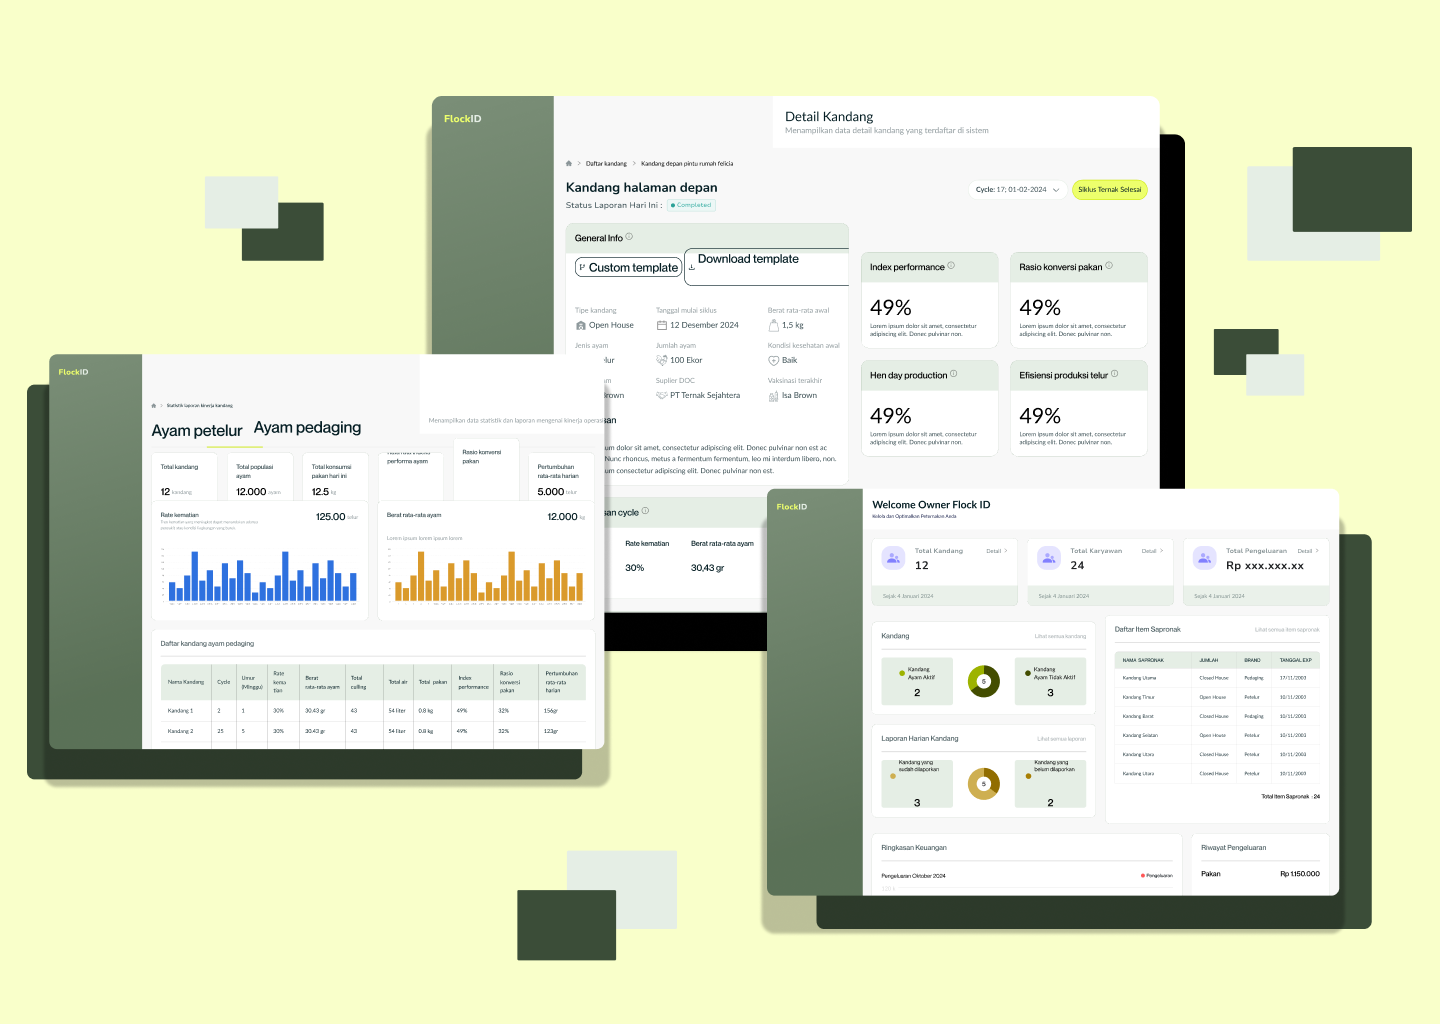 FlockID
Detail Kandang
Menampilkan data detail kandang yang terdaftar di sistem
Daftar kandang > Kandang depan pintu rumah felicia
Kandang halaman depan
Status Laporan Hari Ini : Completed
Cycle: 17; 01-02-2024
Siklus Ternak Selesai
General Info
Custom template
Download template
Tipe kandang
Open House
Tanggal mulai siklus
12 Desember 2024
Berat rata-rata awal
1,5 kg
Jenis ayam
elur
Jumlah ayam
100 Ekor
Kondisi kesehatan awal
Baik
am
Brown
Suplier DOC
PT Ternak Sejahtera
Vaksinasi terakhir
Isa Brown
san
um dolor sit amet, consectetur adipiscing elit. Donec pulvinar non est ac
Nunc rhoncus, metus a fermentum fermentum, leo mi interdum libero, non.
um consectetur adipiscing elit. Donec pulvinar non est.
Index performance
49%
Lorem ipsum dolor sit amet, consectetur
adipiscing elit. Donec pulvinar non.
Rasio konversi pakan
49%
Lorem ipsum dolor sit amet, consectetur
adipiscing elit. Donec pulvinar non.
Hen day production
49%
Lorem ipsum dolor sit amet, consectetur
adipiscing elit. Donec pulvinar non.
Efisiensi produksi telur
49%
Lorem ipsum dolor sit amet, consectetur
adipiscing elit. Donec pulvinar non.
san cycle
Rate kematian
30%
Berat rata-rata ayam
30,43 gr
FlockID
Menampilkan data statistik dan laporan mengenai kinerja operas
> Statistik laporan kinerja kandang
Ayam petelur
Ayam pedaging
Total kandang
12 kandang
Total populasi
ayam
12.000 ayam
Total konsumsi
pakan hari ini
12.5 kg
performa ayam
Rasio konversi
pakan
Pertumbuhan
rata-rata harian
5.000 telur
Rate kematian
125.00 telur
Berat rata-rata ayam
12.000 kg
Lorem ipsum lorem ipsum lorem
Daftar kandang ayam pedaging
Nama Kandang Cycle Umur (Minggu) Rate kema tian Berat rata-rata ayam Total culling Total air Total pakan Index performance Rasio konversi pakan Pertumbuhan rata-rata harian
Kandang 1 2 1 30% 30.43 gr 43 54 liter 0.8 kg 49% 32% 156gr
Kandang 2 25 5 30% 30.43 gr 43 54 liter 0.8 kg 49% 32% 123gr
FlockID
Welcome Owner Flock ID
Kelola dan Optimalkan Peternakan Anda
Total Kandang
Detail >
12
Sejak 4 Januari 2024
Total Karyawan
Detail >
24
Sejak 4 Januari 2024
Total Pengeluaran
Detail >
Rp xxx.xxx.xx
Sejak 4 Januari 2024
Kandang
Lihat semua kandang
Kandang
Ayam Aktif
2
5
Kandang
Ayam Tidak Aktif
3
Laporan Harian Kandang
Lihat semua laporan
Kandang yang
sudah dilaporkan
3
5
Kandang yang
belum dilaporkan
2
Daftar Item Sapronak
Lihat semua item sapronak
NAMA SAPRONAK JUMLAH BRAND TANGGAL EXP
Kandang Utama Closed House Pedaging 17/11/2003
Kandang Timur Open House Petelur 10/11/2003
Kandang Barat Closed House Pedaging 10/11/2003
Kandang Selatan Open House Petelur 10/11/2003
Kandang Utara Closed House Petelur 10/11/2003
Kandang Utara Closed House Petelur 10/11/2003
Total Item Sapronak : 24
Ringkasan Keuangan
Pengeluaran Oktober 2024
Pengeluaran
Riwayat Pengeluaran
Pakan
Rp 1.150.000